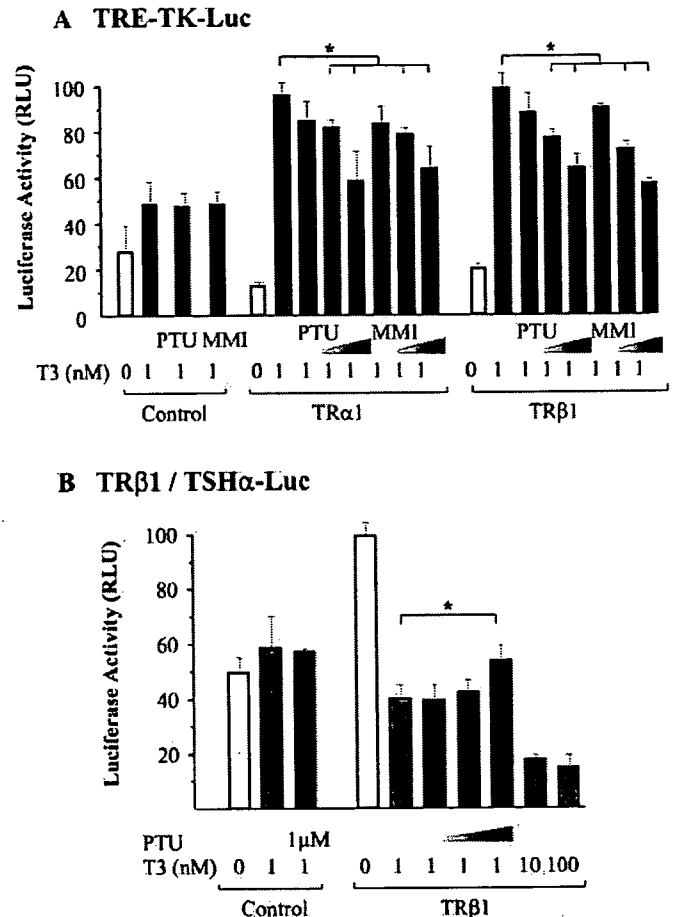 A TRE-TK-Luc
* *
Luciferase Activity (RLU)
100
80
60
40
20
0
PTU MMI PTU MMI PTU MMI
T3 (nM) 0 1 1 1 0 1 1 1 1 1 1 1 0 1 1 1 1 1 1 1
Control TRα1 TRβ1
B TRβ1 / TSHα-Luc
*
Luciferase Activity (RLU)
100
80
60
40
20
PTU 1μM
T3 (nM) 0 1 1 0 1 1 1 1 10 100
Control TRβ1